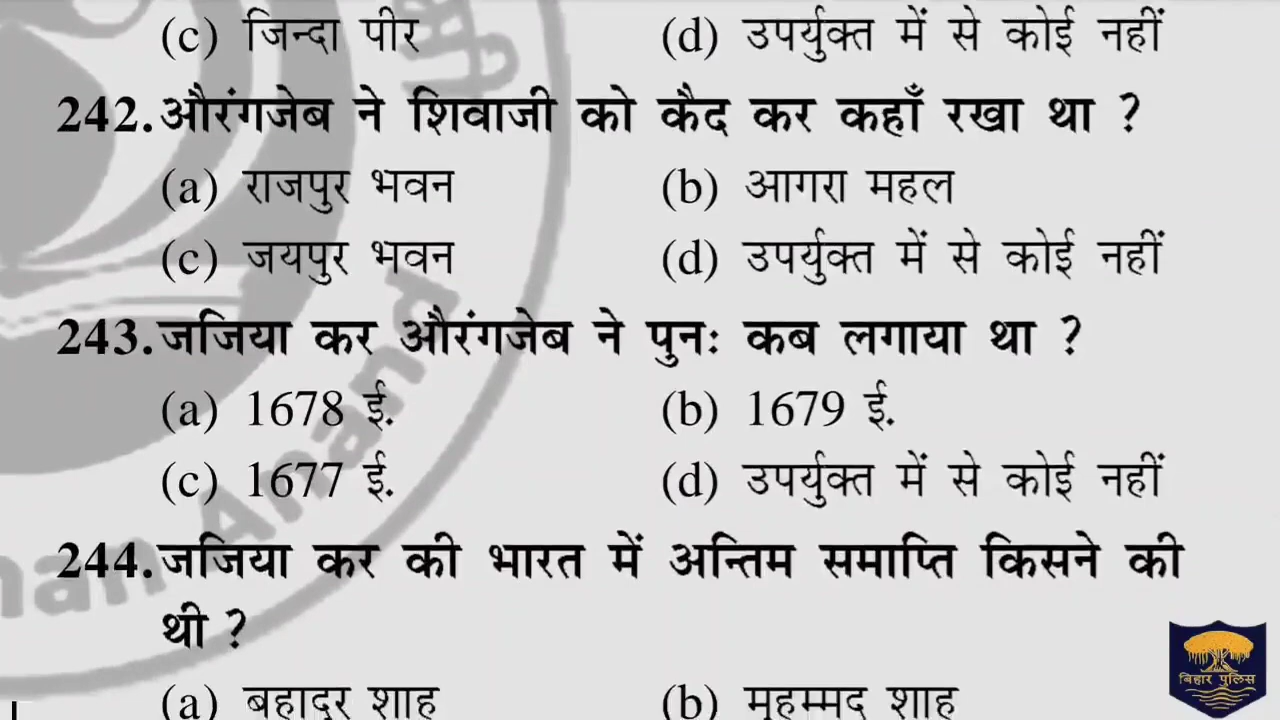 (c) जिन्दा पीर (d) उपर्युक्त में से कोई नहीं
242. औरंगजेब ने शिवाजी को कैद कर कहाँ रखा था ?
(a) राजपुर भवन (b) आगरा महल
(c) जयपुर भवन (d) उपर्युक्त में से कोई नहीं
243. जजिया कर औरंगजेब ने पुनः कब लगाया था ?
(a) 1678 ई. (b) 1679 ई.
(c) 1677 ई. (d) उपर्युक्त में से कोई नहीं
244. जजिया कर की भारत में अन्तिम समाप्ति किसने की
थी ?
(a) बहादुर शाह (b) मुहम्मद शाह
Anand
बिहार पुलिस